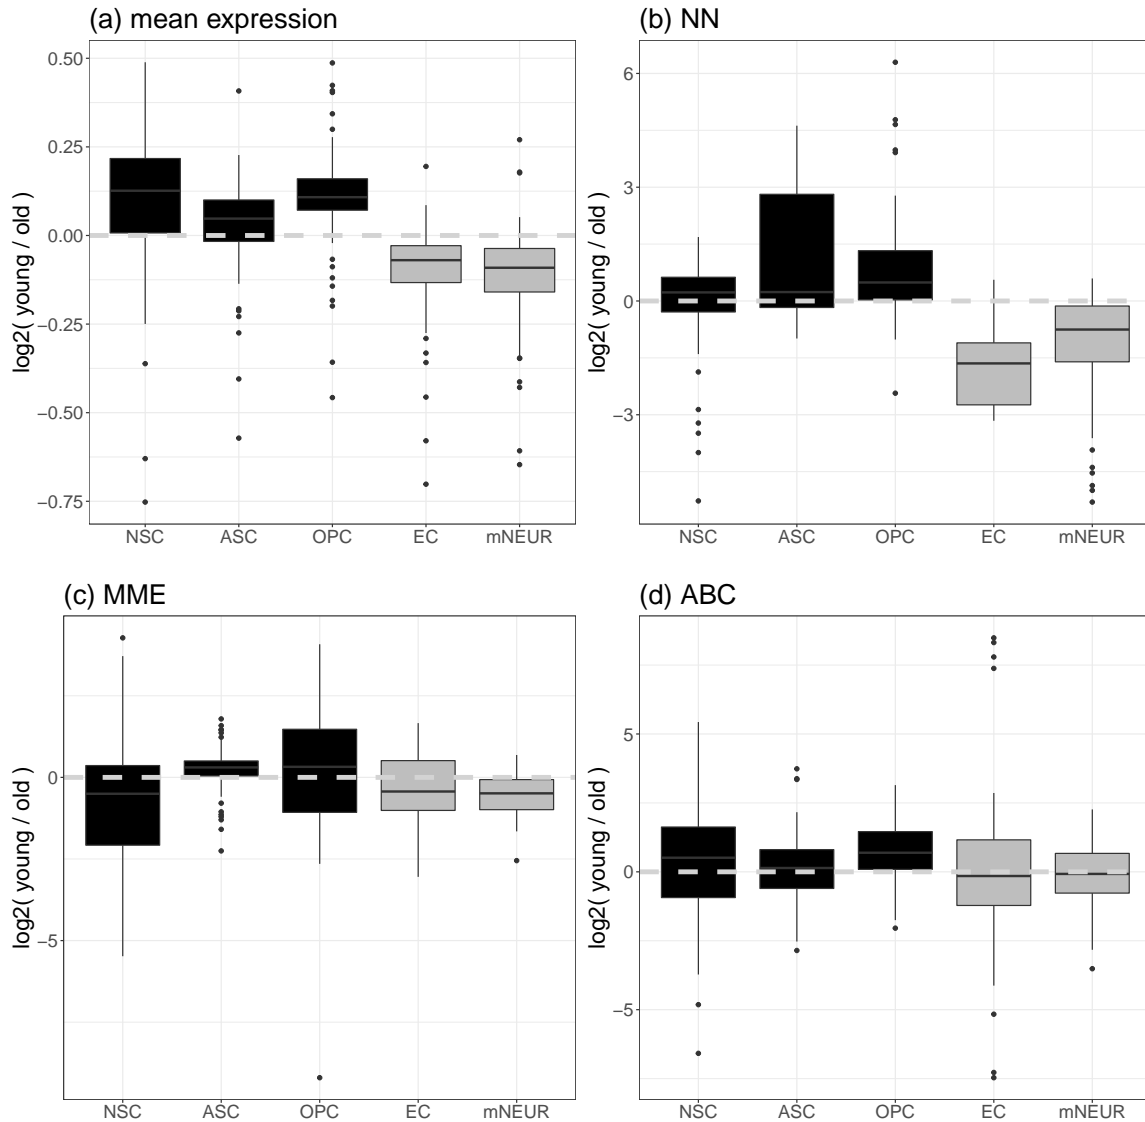 (a) mean expression
log2( young / old )
0.50
0.25
0.00
−0.25
−0.50
−0.75
NSC ASC OPC EC mNEUR
(b) NN
log2( young / old )
6
3
0
−3
NSC ASC OPC EC mNEUR
(c) MME
log2( young / old )
0
−5
NSC ASC OPC EC mNEUR
(d) ABC
log2( young / old )
5
0
−5
NSC ASC OPC EC mNEUR